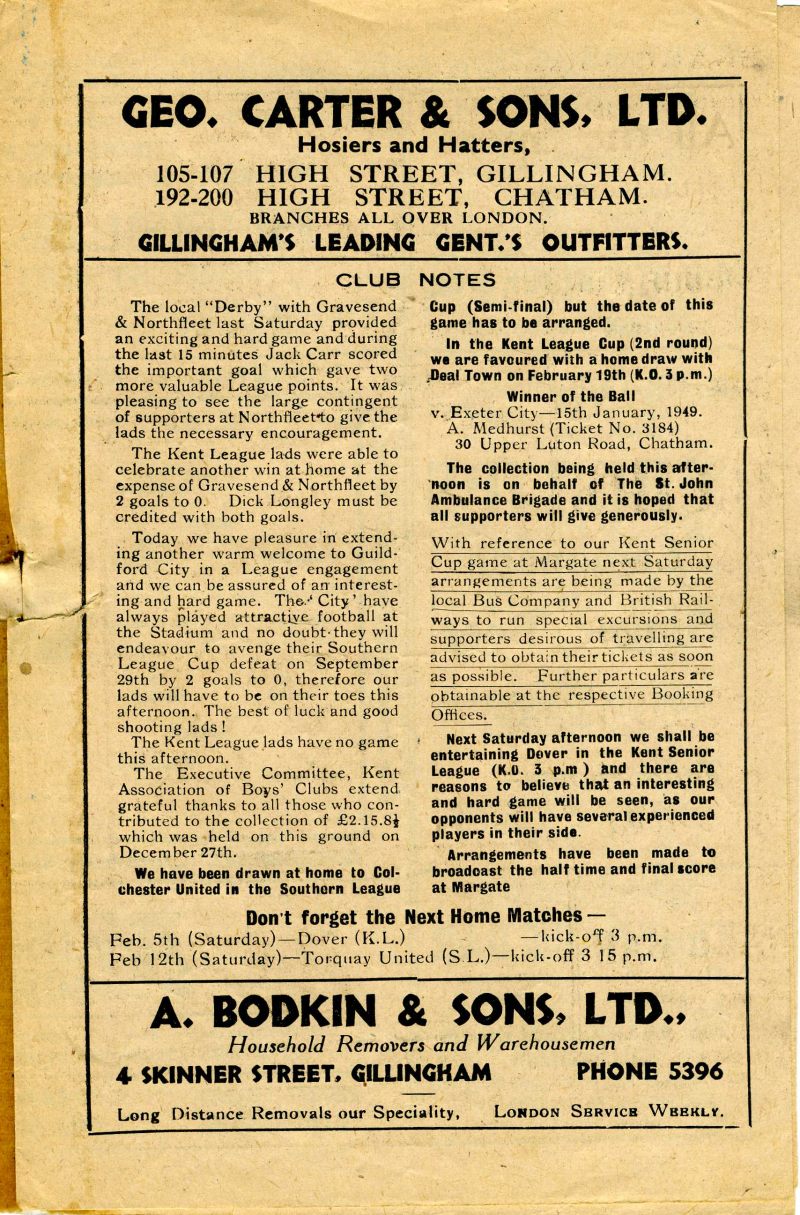 GEO. CARTER & SONS, LTD.
Hosiers and Hatters,
105-107 HIGH STREET, GILLINGHAM.
192-200 HIGH STREET, CHATHAM.
BRANCHES ALL OVER LONDON.
GILLINGHAM'S LEADING GENT.'S OUTFITTERS.
CLUB NOTES
The local "Derby" with Gravesend
& Northfleet last Saturday provided
an exciting and hard game and during
the last 15 minutes Jack Carr scored
the important goal which gave two
more valuable League points. It was
pleasing to see the large contingent
of supporters at Northfleet to give the
lads the necessary encouragement.
The Kent League lads were able to
celebrate another win at home at the
expense of Gravesend & Northfleet by
2 goals to 0. Dick Longley must be
credited with both goals.
Today we have pleasure in extend-
ing another warm welcome to Guild-
ford City in a League engagement
and we can be assured of an interest-
ing and hard game. The ' City ' have
always played attractive football at
the Stadium and no doubt they will
endeavour to avenge their Southern
League Cup defeat on September
29th by 2 goals to 0, therefore our
lads will have to be on their toes this
afternoon. The best of luck and good
shooting lads !
The Kent League lads have no game
this afternoon.
The Executive Committee, Kent
Association of Boys' Clubs extend
grateful thanks to all those who con-
tributed to the collection of £2.15.8½
which was held on this ground on
December 27th.
We have been drawn at home to Col-
chester United in the Southern League
Cup (Semi-final) but the date of this
game has to be arranged.
In the Kent League Cup (2nd round)
we are favoured with a home draw with
Deal Town on February 19th (K.O. 3 p.m.)
Winner of the Ball
v. Exeter City—15th January, 1949.
A. Medhurst (Ticket No. 3184)
30 Upper Luton Road, Chatham.
The collection being held this after-
noon is on behalf of The St. John
Ambulance Brigade and it is hoped that
all supporters will give generously.
With reference to our Kent Senior
Cup game at Margate next Saturday
arrangements are being made by the
local Bus Company and British Rail-
ways to run special excursions and
supporters desirous of travelling are
advised to obtain their tickets as soon
as possible. Further particulars are
obtainable at the respective Booking
Offices.
Next Saturday afternoon we shall be
entertaining Dover in the Kent Senior
League (K.O. 3 p.m ) and there are
reasons to believe that an interesting
and hard game will be seen, as our
opponents will have several experienced
players in their side.
Arrangements have been made to
broadcast the half time and final score
at Margate
Don't forget the Next Home Matches —
Feb. 5th (Saturday)—Dover (K.L.) —kick-off 3 p.m.
Feb 12th (Saturday)—Torquay United (S.L.)—kick-off 3 15 p.m.
A. BODKIN & SONS, LTD.,
Household Removers and Warehousemen
4 SKINNER STREET, GILLINGHAM PHONE 5396
Long Distance Removals our Speciality, LONDON SERVICE WEEKLY.